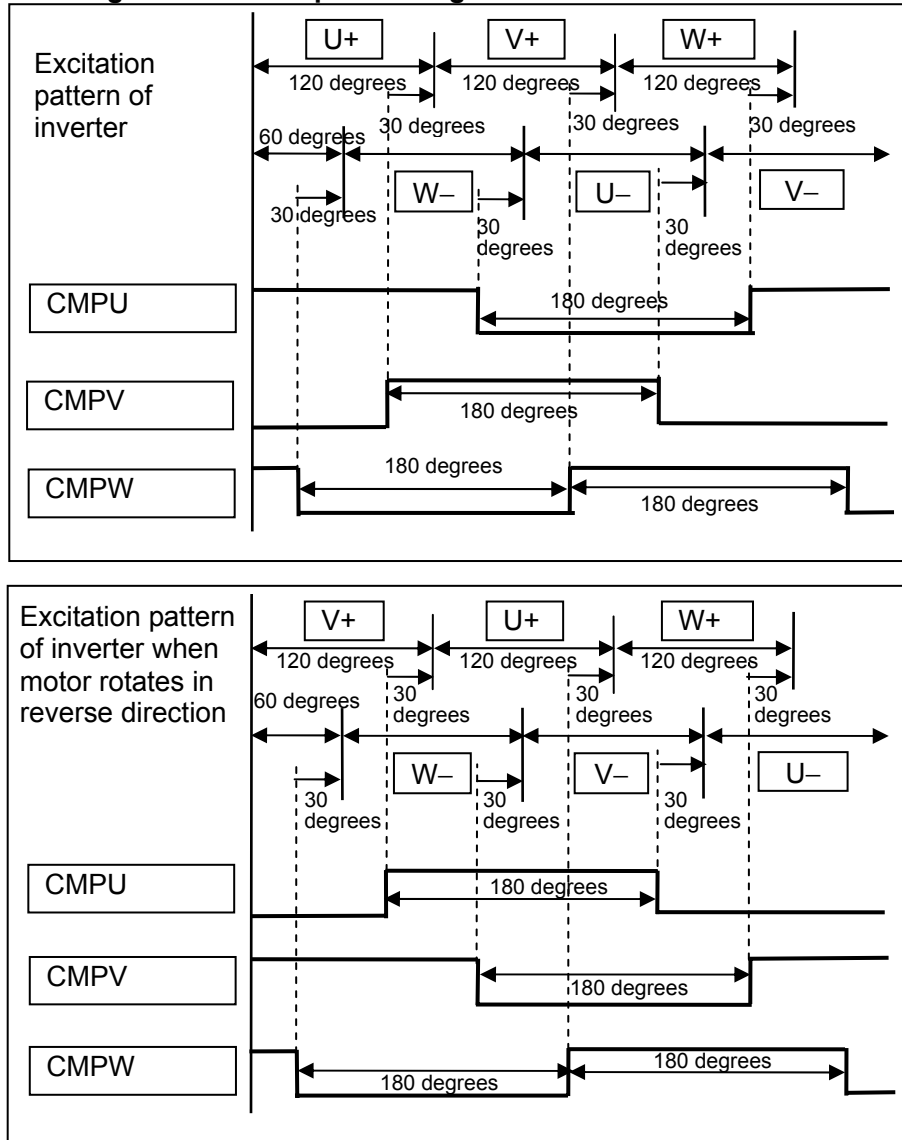 U+ V+ W+
Excitation
pattern of
inverter
120 degrees 120 degrees 120 degrees
30 degrees 30 degrees 30 degrees
60 degrees
W– U– V–
30 degrees
30
degrees
30
degrees
CMPU
180 degrees
CMPV
180 degrees
CMPW
180 degrees
180 degrees
Excitation pattern
of inverter when
motor rotates in
reverse direction
V+ U+ W+
120 degrees 120 degrees 120 degrees
30
degrees
30
degrees
30
degrees
60 degrees
W– V– U–
30
degrees
30
degrees
30
degrees
CMPU
180 degrees
CMPV
180 degrees
CMPW
180 degrees
180 degrees